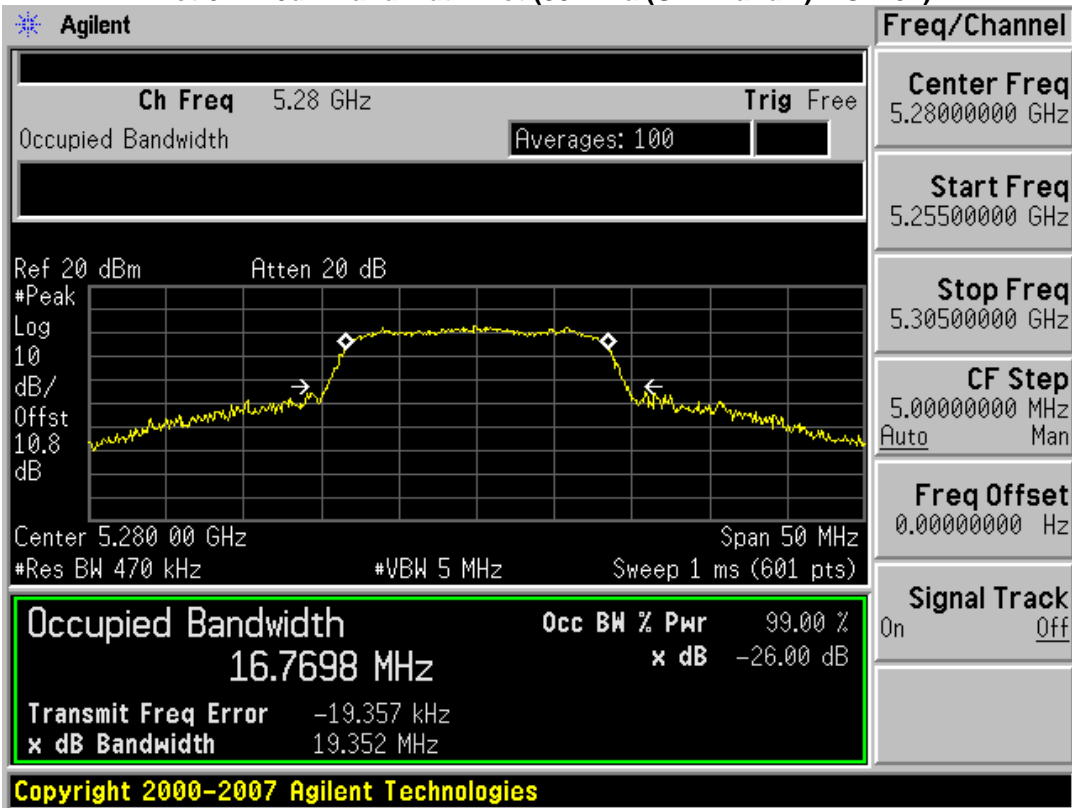 Agilent
Freq/Channel
Ch Freq 5.28 GHz Trig Free
Occupied Bandwidth Averages: 100
Center Freq
5.28000000 GHz
Start Freq
5.25500000 GHz
Stop Freq
5.30500000 GHz
CF Step
5.00000000 MHz
Auto Man
Freq Offset
0.00000000 Hz
Signal Track
On Off
Ref 20 dBm Atten 20 dB
#Peak
Log
10
dB/
Offst
10.8
dB
Center 5.280 00 GHz Span 50 MHz
#Res BW 470 kHz #VBW 5 MHz Sweep 1 ms (601 pts)
Occupied Bandwidth Occ BW % Pwr 99.00 %
16.7698 MHz x dB -26.00 dB
Transmit Freq Error -19.357 kHz
x dB Bandwidth 19.352 MHz
Copyright 2000-2007 Agilent Technologies